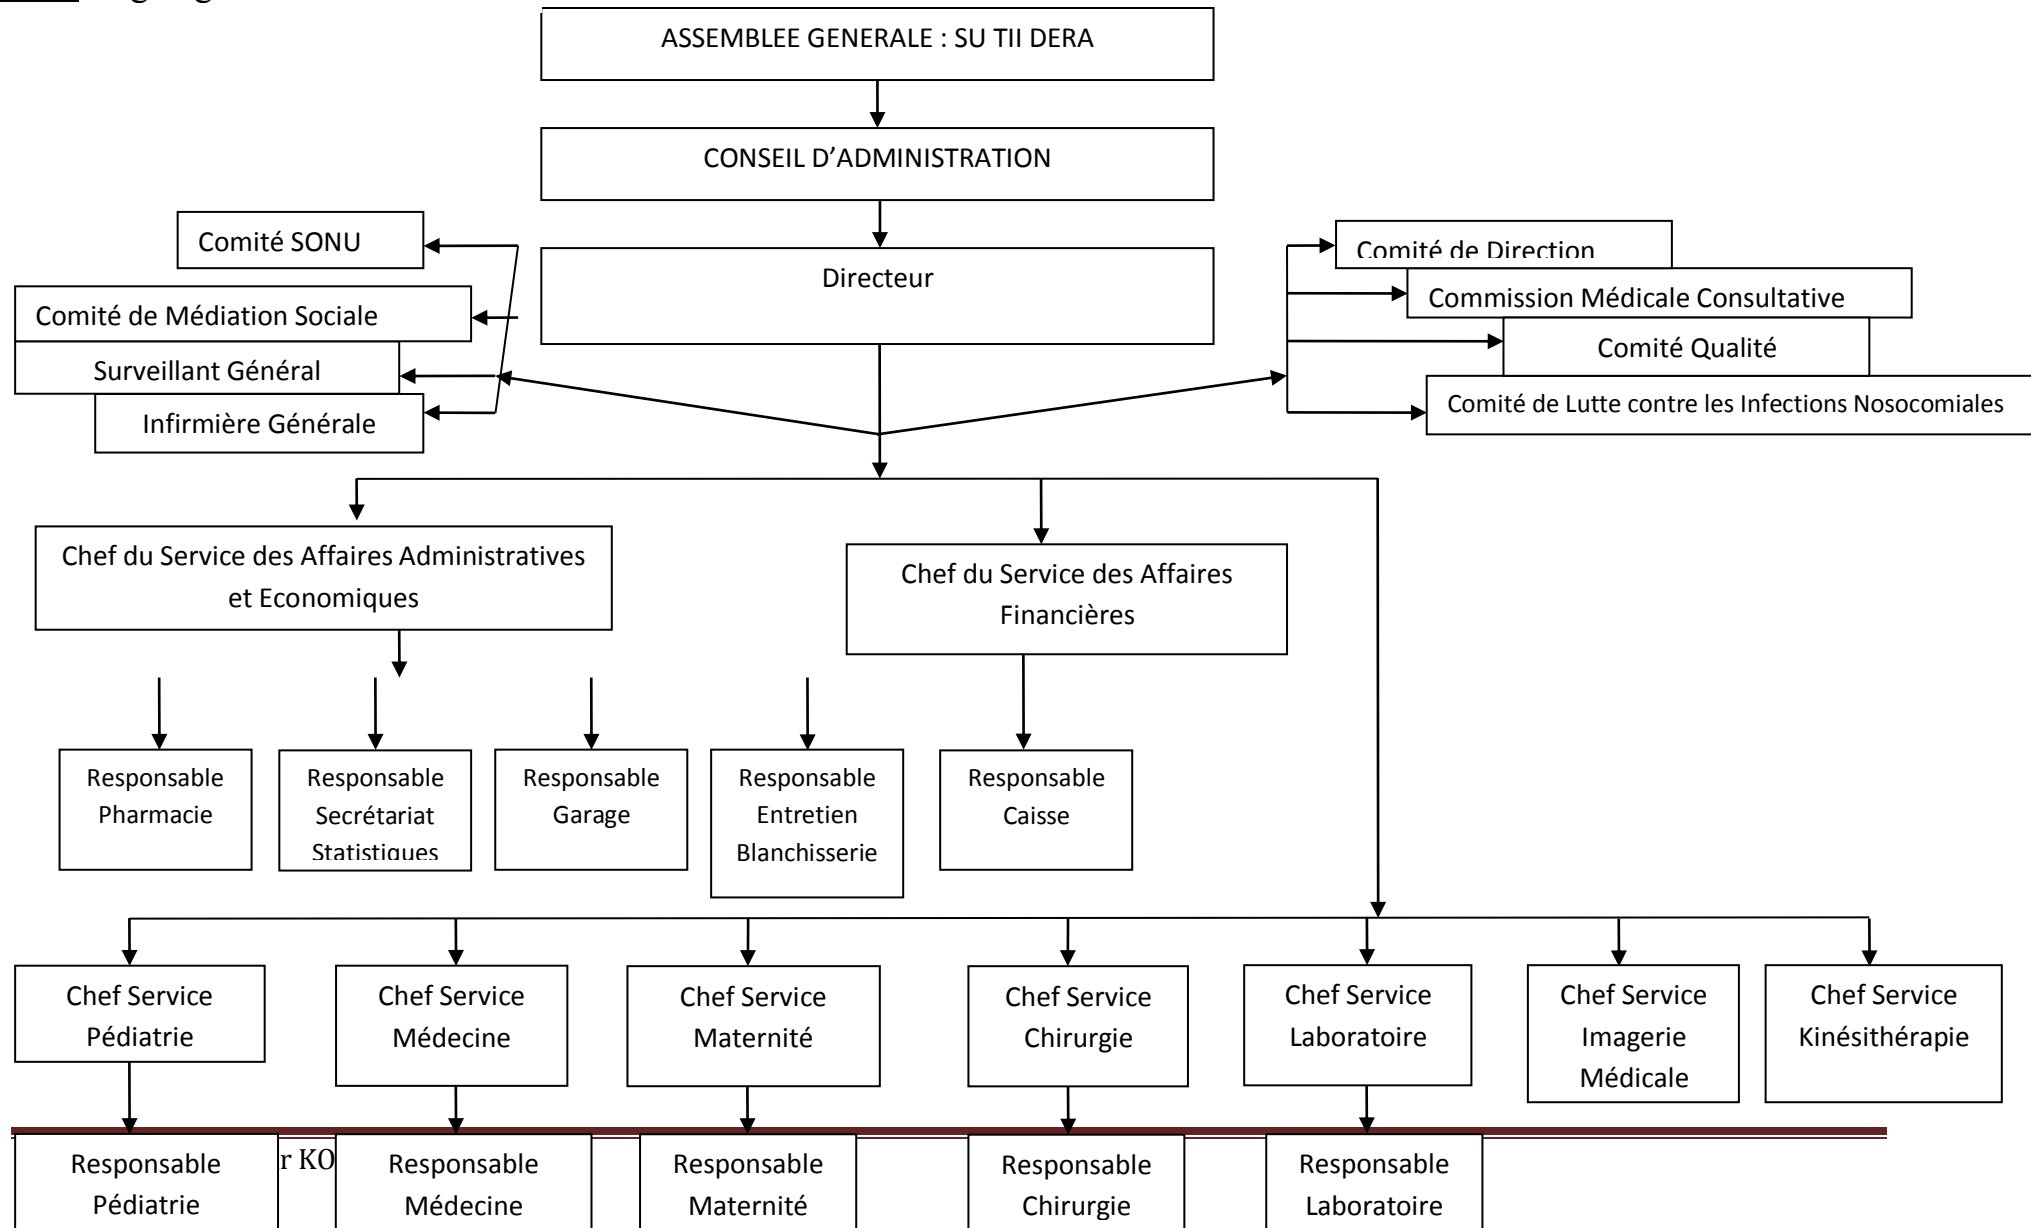 ASSEMBLEE GENERALE : SU TII DERA
CONSEIL D’ADMINISTRATION
Directeur
Comité SONU
Comité de Médiation Sociale
Surveillant Général
Infirmière Générale
Comité de Direction
Commission Médicale Consultative
Comité Qualité
Comité de Lutte contre les Infections Nosocomiales
Chef du Service des Affaires Administratives
et Economiques
Chef du Service des Affaires
Financières
Responsable
Pharmacie
Responsable
Secrétariat
Statistiques
Responsable
Garage
Responsable
Entretien
Blanchisserie
Responsable
Caisse
Chef Service
Pédiatrie
Chef Service
Médecine
Chef Service
Maternité
Chef Service
Chirurgie
Chef Service
Laboratoire
Chef Service
Imagerie
Médicale
Chef Service
Kinésithérapie
Responsable
Pédiatrie
r KO
Responsable
Médecine
Responsable
Maternité
Responsable
Chirurgie
Responsable
Laboratoire